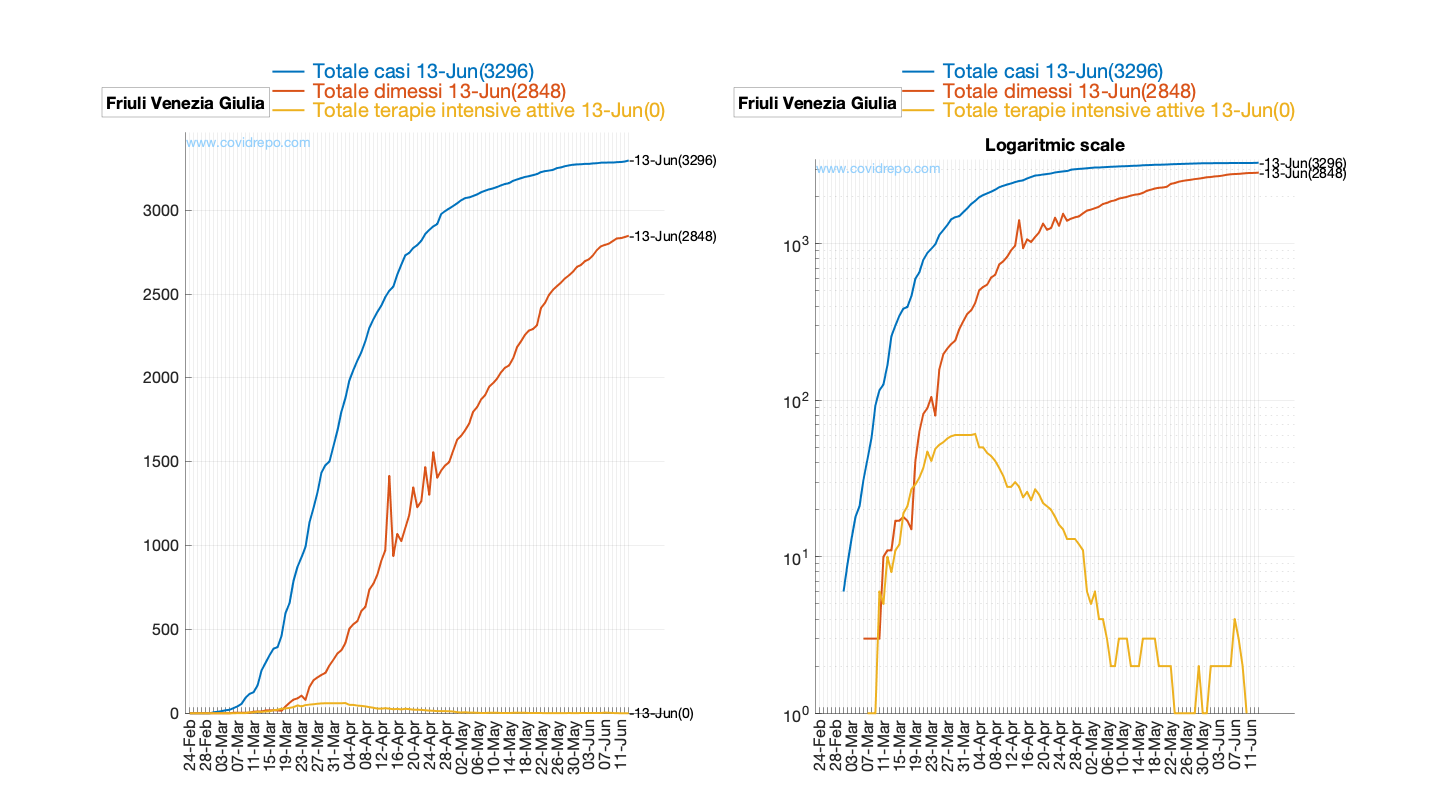 Totale casi 13-Jun(3296)
Totale dimessi 13-Jun(2848)
Totale terapie intensive attive 13-Jun(0)
Friuli Venezia Giulia
www.covidrepo.com
3000
2500
2000
1500
1000
500
0
-13-Jun(3296)
-13-Jun(2848)
-13-Jun(0)
24-Feb
28-Feb
03-Mar
07-Mar
11-Mar
15-Mar
19-Mar
23-Mar
27-Mar
31-Mar
04-Apr
08-Apr
12-Apr
16-Apr
20-Apr
24-Apr
28-Apr
02-May
06-May
10-May
14-May
18-May
22-May
26-May
30-May
03-Jun
07-Jun
11-Jun
Totale casi 13-Jun(3296)
Totale dimessi 13-Jun(2848)
Totale terapie intensive attive 13-Jun(0)
Friuli Venezia Giulia
Logaritmic scale
www.covidrepo.com
10³
10²
10¹
10⁰
-13-Jun(3296)
-13-Jun(2848)
24-Feb
28-Feb
03-Mar
07-Mar
11-Mar
15-Mar
19-Mar
23-Mar
27-Mar
31-Mar
04-Apr
08-Apr
12-Apr
16-Apr
20-Apr
24-Apr
28-Apr
02-May
06-May
10-May
14-May
18-May
22-May
26-May
30-May
03-Jun
07-Jun
11-Jun